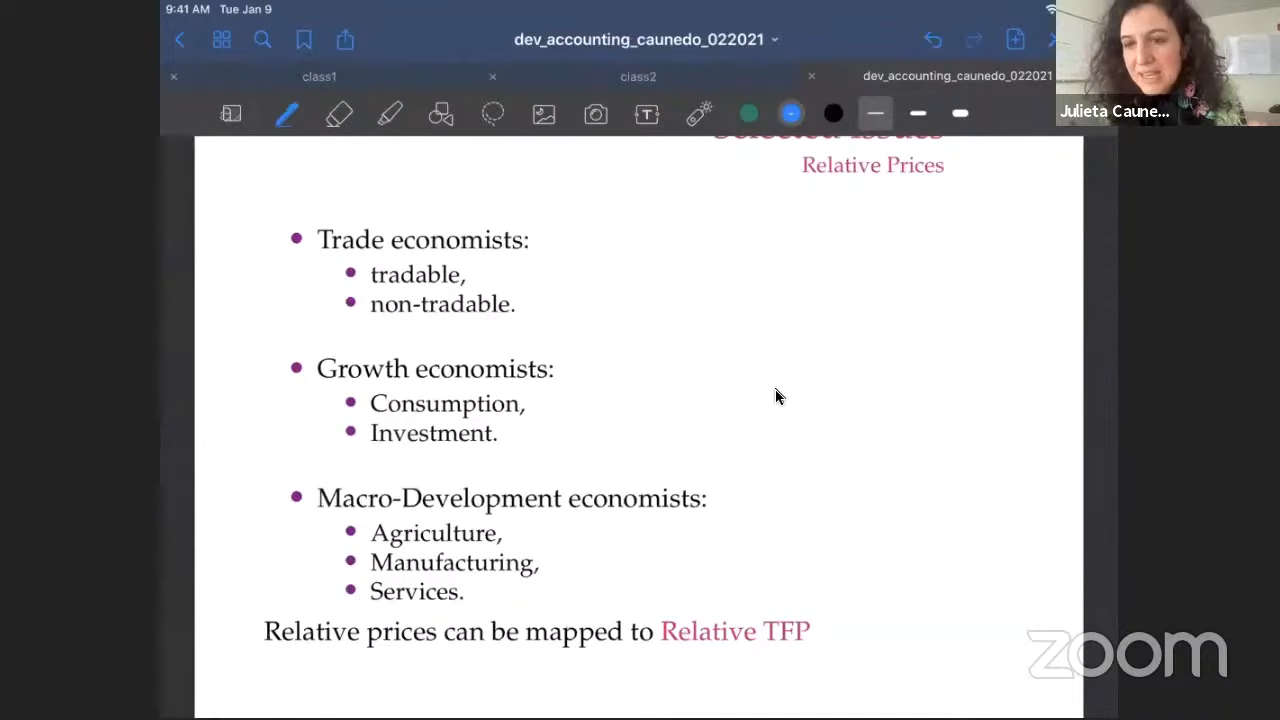 9:41 AM Tue Jan 9
dev_accounting_caunedo_022021
class1
class2
dev_accounting_caunedo_022021
Julieta Caune...
Selected Issues
Relative Prices
Trade economists:
tradable,
non-tradable.
Growth economists:
Consumption,
Investment.
Macro-Development economists:
Agriculture,
Manufacturing,
Services.
Relative prices can be mapped to Relative TFP
zoom